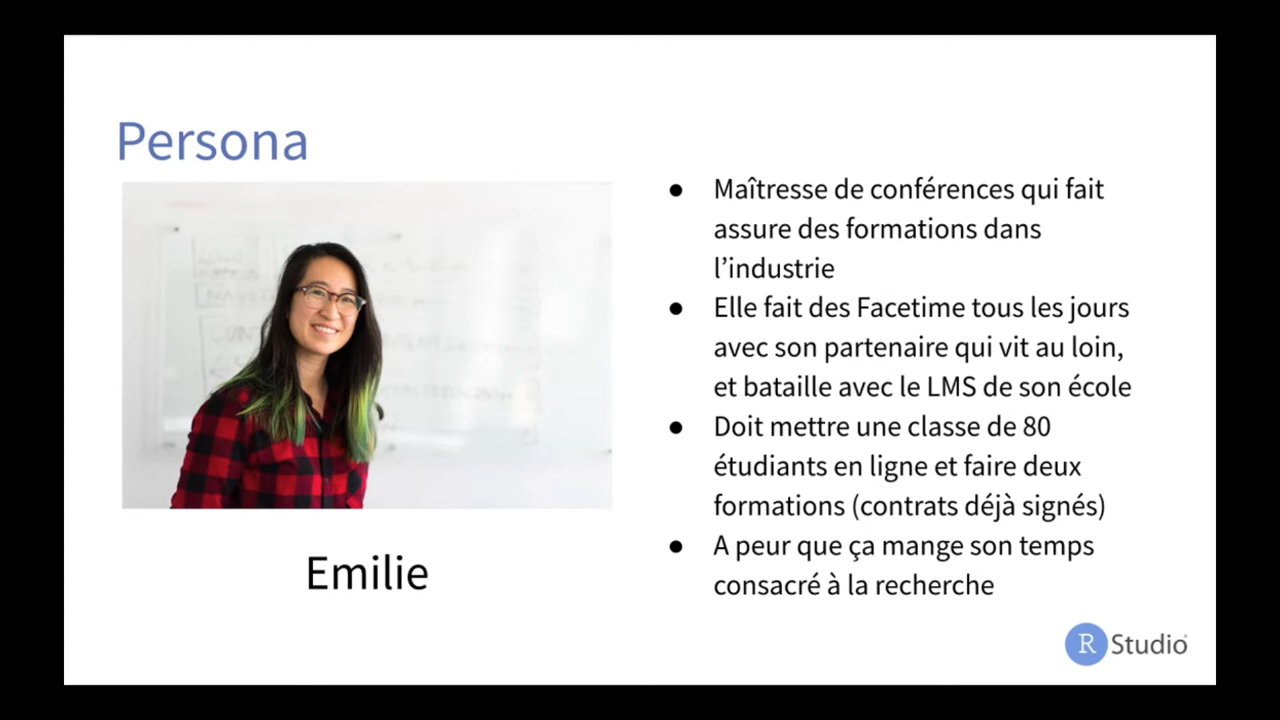 Persona
Maîtresse de conférences qui fait
assure des formations dans
l’industrie
Elle fait des Facetime tous les jours
avec son partenaire qui vit au loin,
et bataille avec le LMS de son école
Doit mettre une classe de 80
étudiants en ligne et faire deux
formations (contrats déjà signés)
A peur que ça mange son temps
consacré à la recherche
Emilie
R Studio